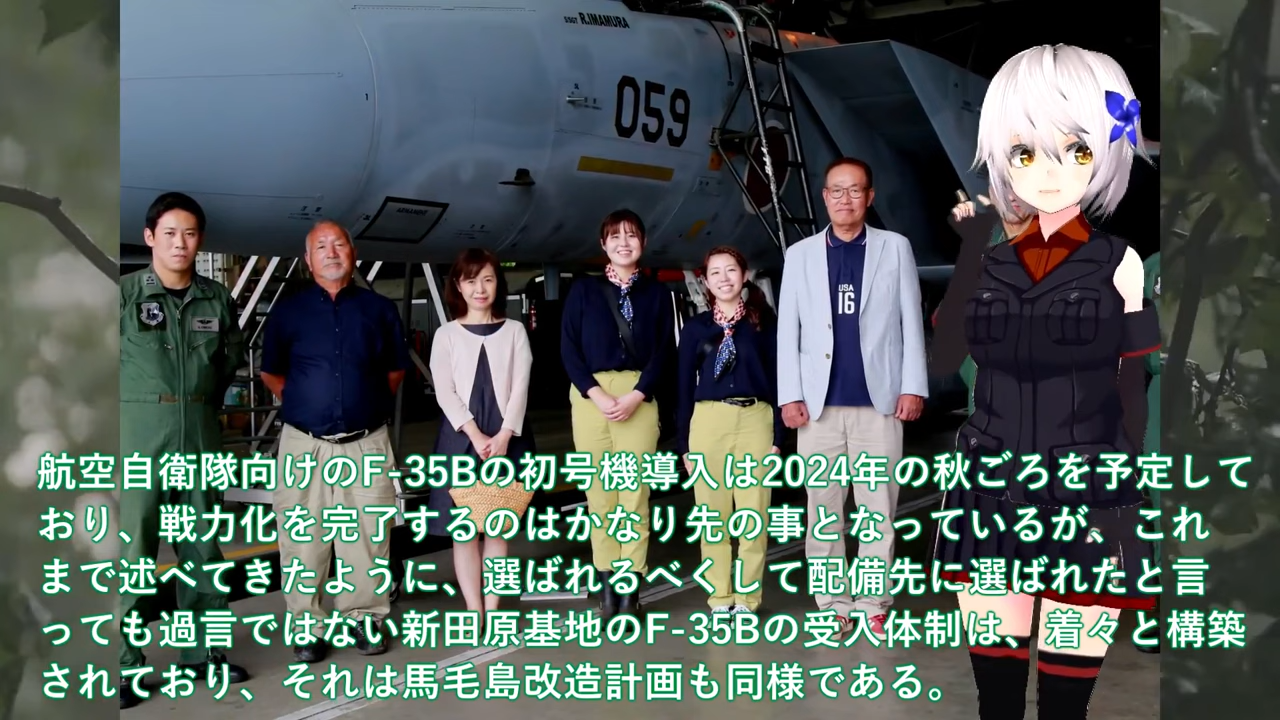 SSGT R.IMAMURA
059
USA
16
航空自衛隊向けのF-35Bの初号機導入は2024年の秋ごろを予定して
おり、戦力化を完了するのはかなり先の事となっているが、これ
まで述べてきたように、選ばれるべくして配備先に選ばれたと言
っても過言ではない新田原基地のF-35Bの受入体制は、着々と構築
されており、それは馬毛島改造計画も同様である。